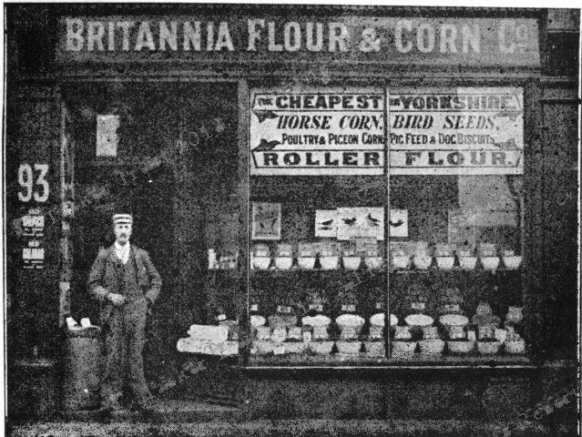 BRITANNIA FLOUR & CORN Co.
THE CHEAPEST IN YORKSHIRE,
HORSE CORN, BIRD SEEDS,
POULTRY & PIGEON CORN, PIG FEED & DOG BISCUIT
ROLLER FLOUR.
93